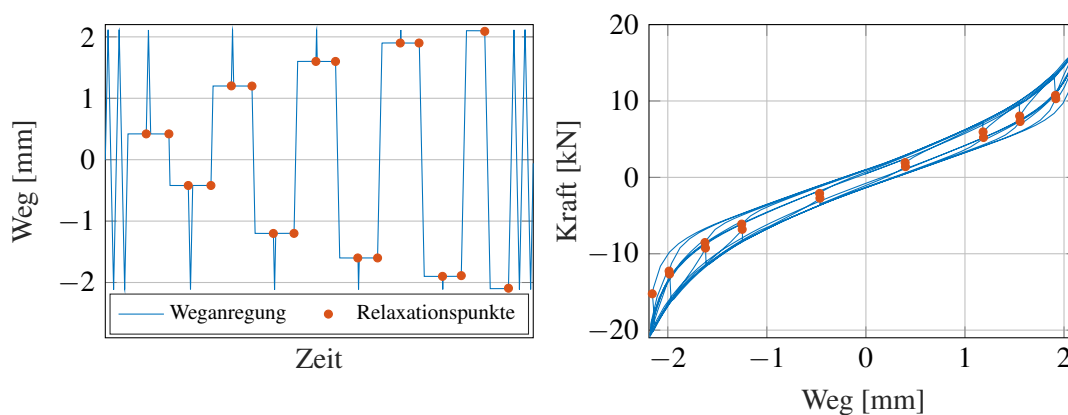 2
1
0
−1
−2
Weg [mm]
Weganregung
Relaxationspunkte
Zeit
20
10
0
−10
−20
Kraft [kN]
−2
−1
0
1
2
Weg [mm]